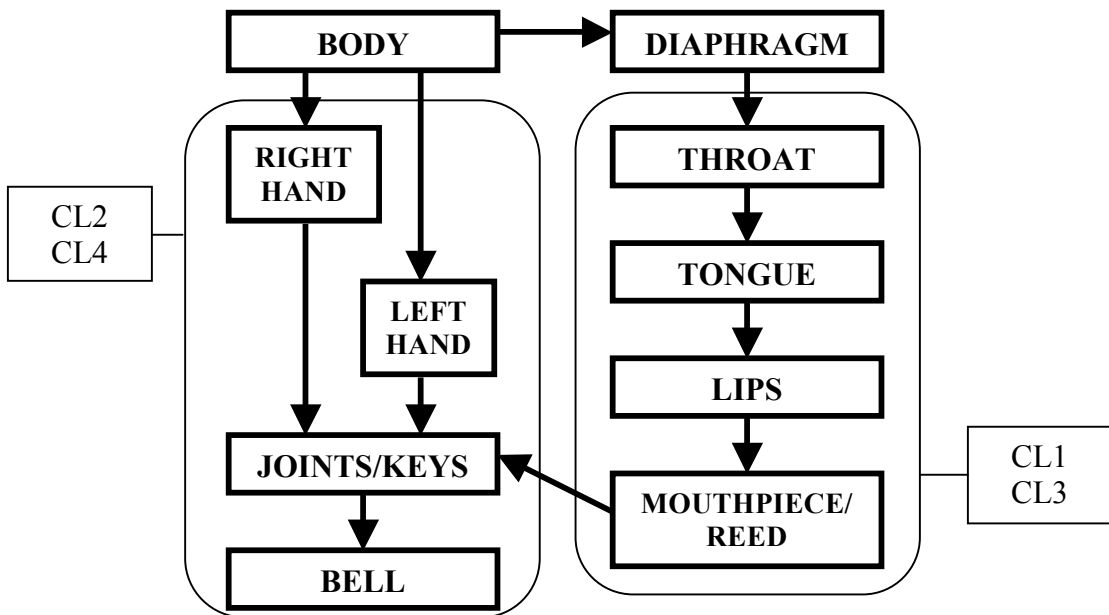 BODY
DIAPHRAGM
RIGHT
HAND
THROAT
CL2
CL4
TONGUE
LEFT
HAND
LIPS
JOINTS/KEYS
CL1
CL3
MOUTHPIECE/
REED
BELL